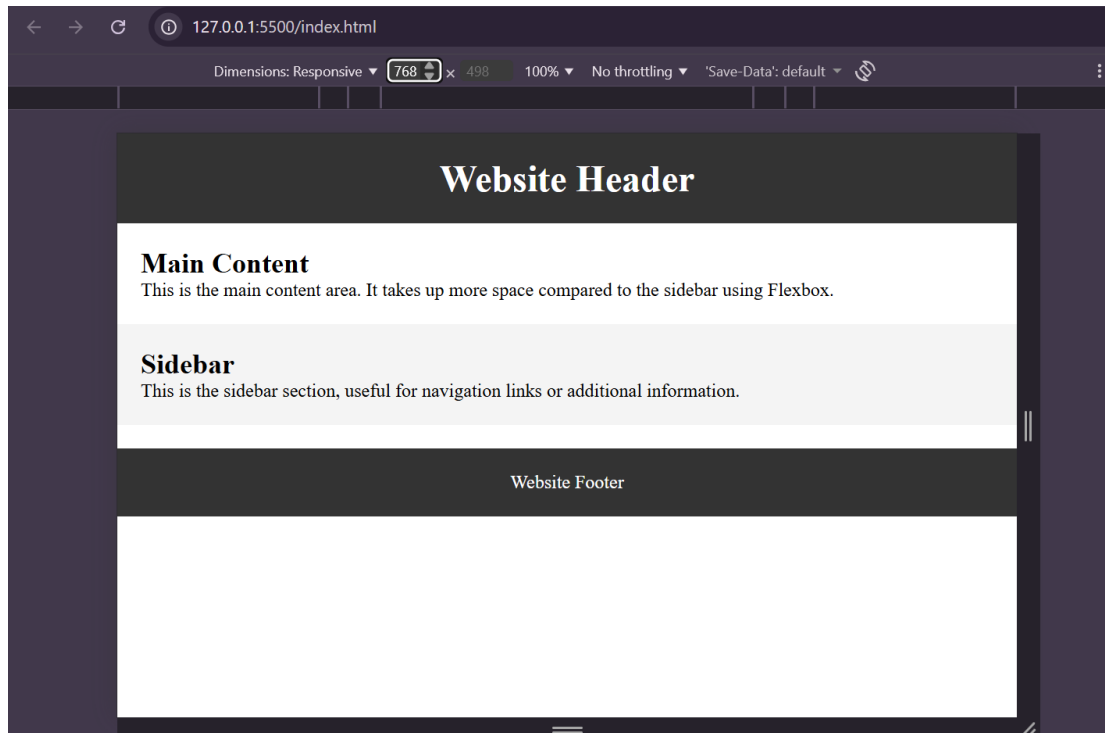 127.0.0.1:5500/index.html
Dimensions: Responsive ▼ 768 × 498 100% ▼ No throttling ▼ 'Save-Data': default ▼
Website Header
Main Content
This is the main content area. It takes up more space compared to the sidebar using Flexbox.
Sidebar
This is the sidebar section, useful for navigation links or additional information.
Website Footer